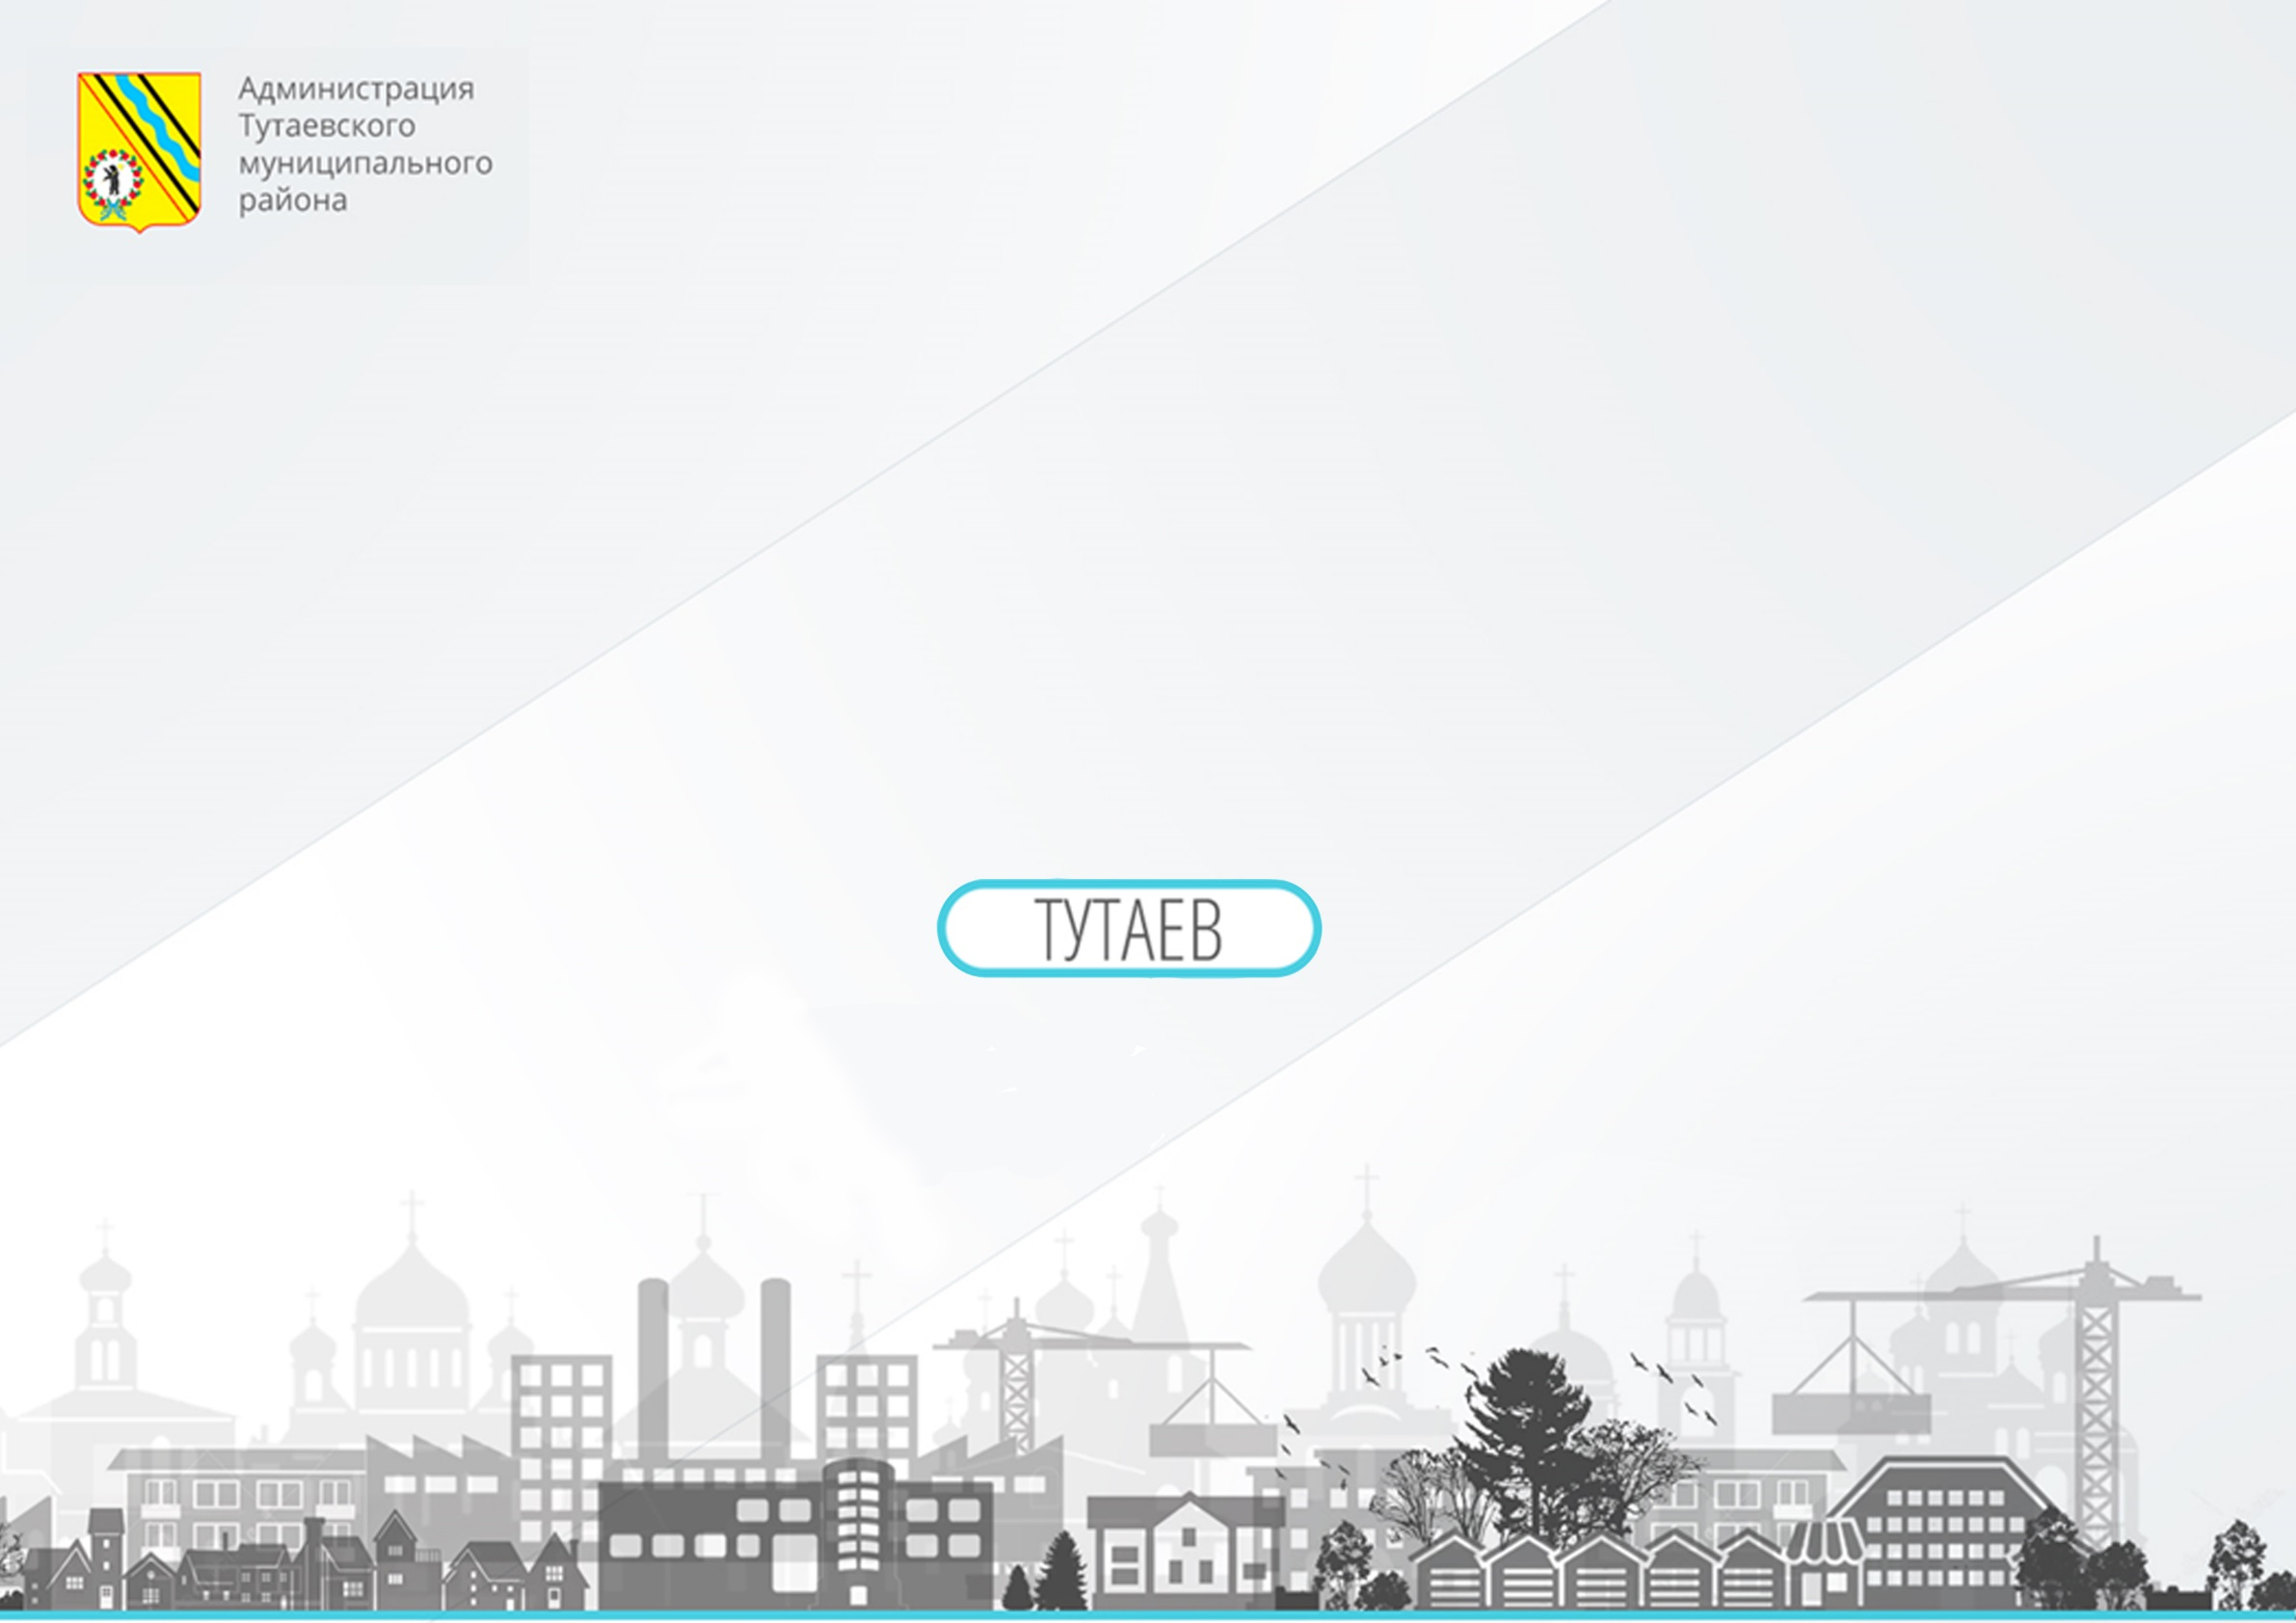 Администрация
Тутаевского
муниципального
района
ТУТАЕВ